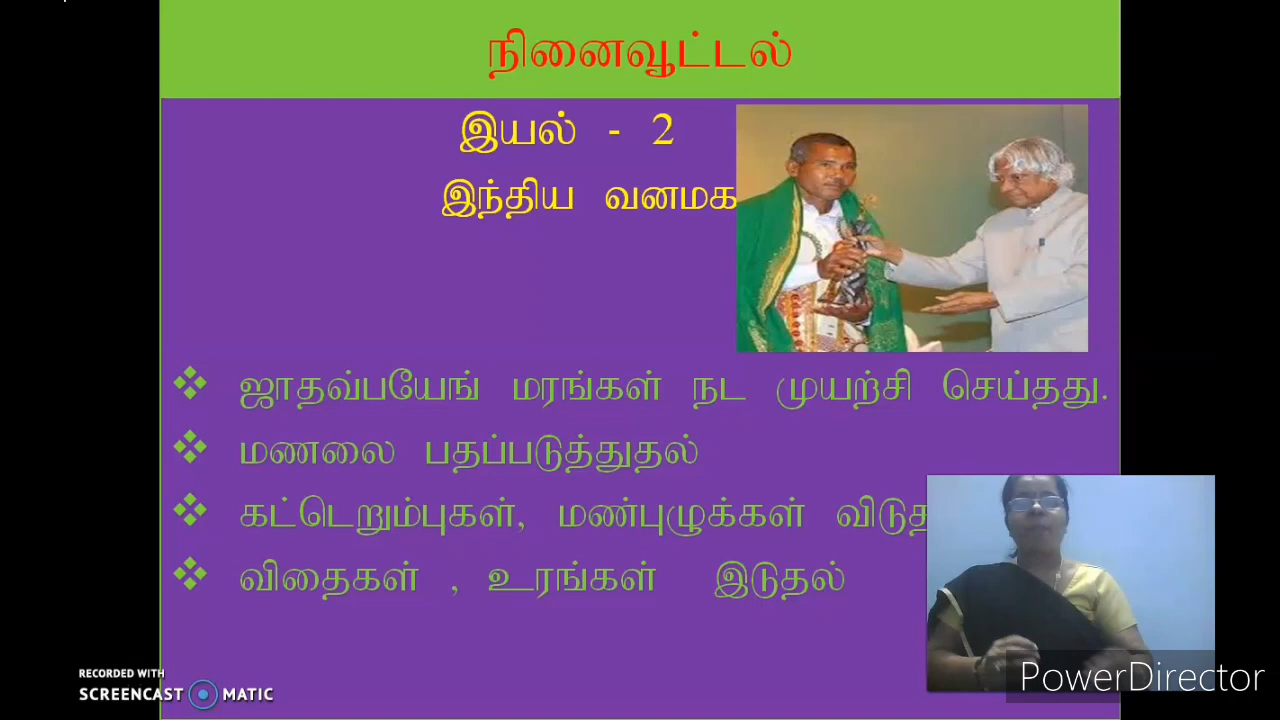 நினைவூட்டல்
இயல் - 2
இந்திய வனமக
ஜாதவ்பயேங் மரங்கள் நட முயற்சி செய்தது.
மணலை பதப்படுத்துதல்
கட்டெறும்புகள், மண்புழுக்கள் விடுத
விதைகள் , உரங்கள் இடுதல்
RECORDED WITH
SCREENCAST MATIC
PowerDirector